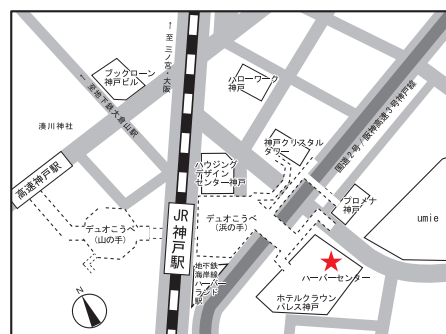 ↑至 三ノ宮・大阪
ブックローン
神戸ビル
← 至地下鉄大倉山駅
湊川神社
高速神戸駅
ハローワーク
神戸
国道2号／阪神高速3号神戸線
神戸クリスタル
タワー
ハウジング
デザイン
センター神戸
プロメナ
神戸
umie
デュオこうべ
（山の手）
JR神戸駅
デュオこうべ
（浜の手）
地下鉄
海岸線
ハーバー
ランド
駅
ハーバーセンター
ホテルクラウン
パレス神戸
N